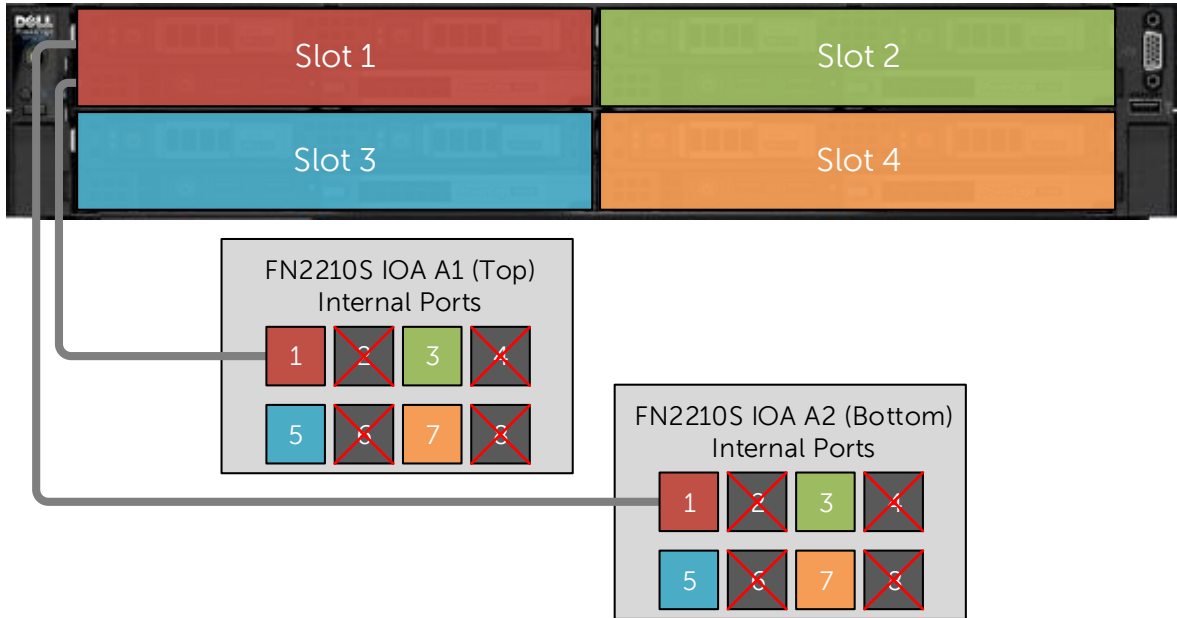 DELL
Slot 1
Slot 2
Slot 3
Slot 4
FN2210S IOA A1 (Top)
Internal Ports
1 2 3 4
5 6 7 8
FN2210S IOA A2 (Bottom)
Internal Ports
1 2 3 4
5 6 7 8